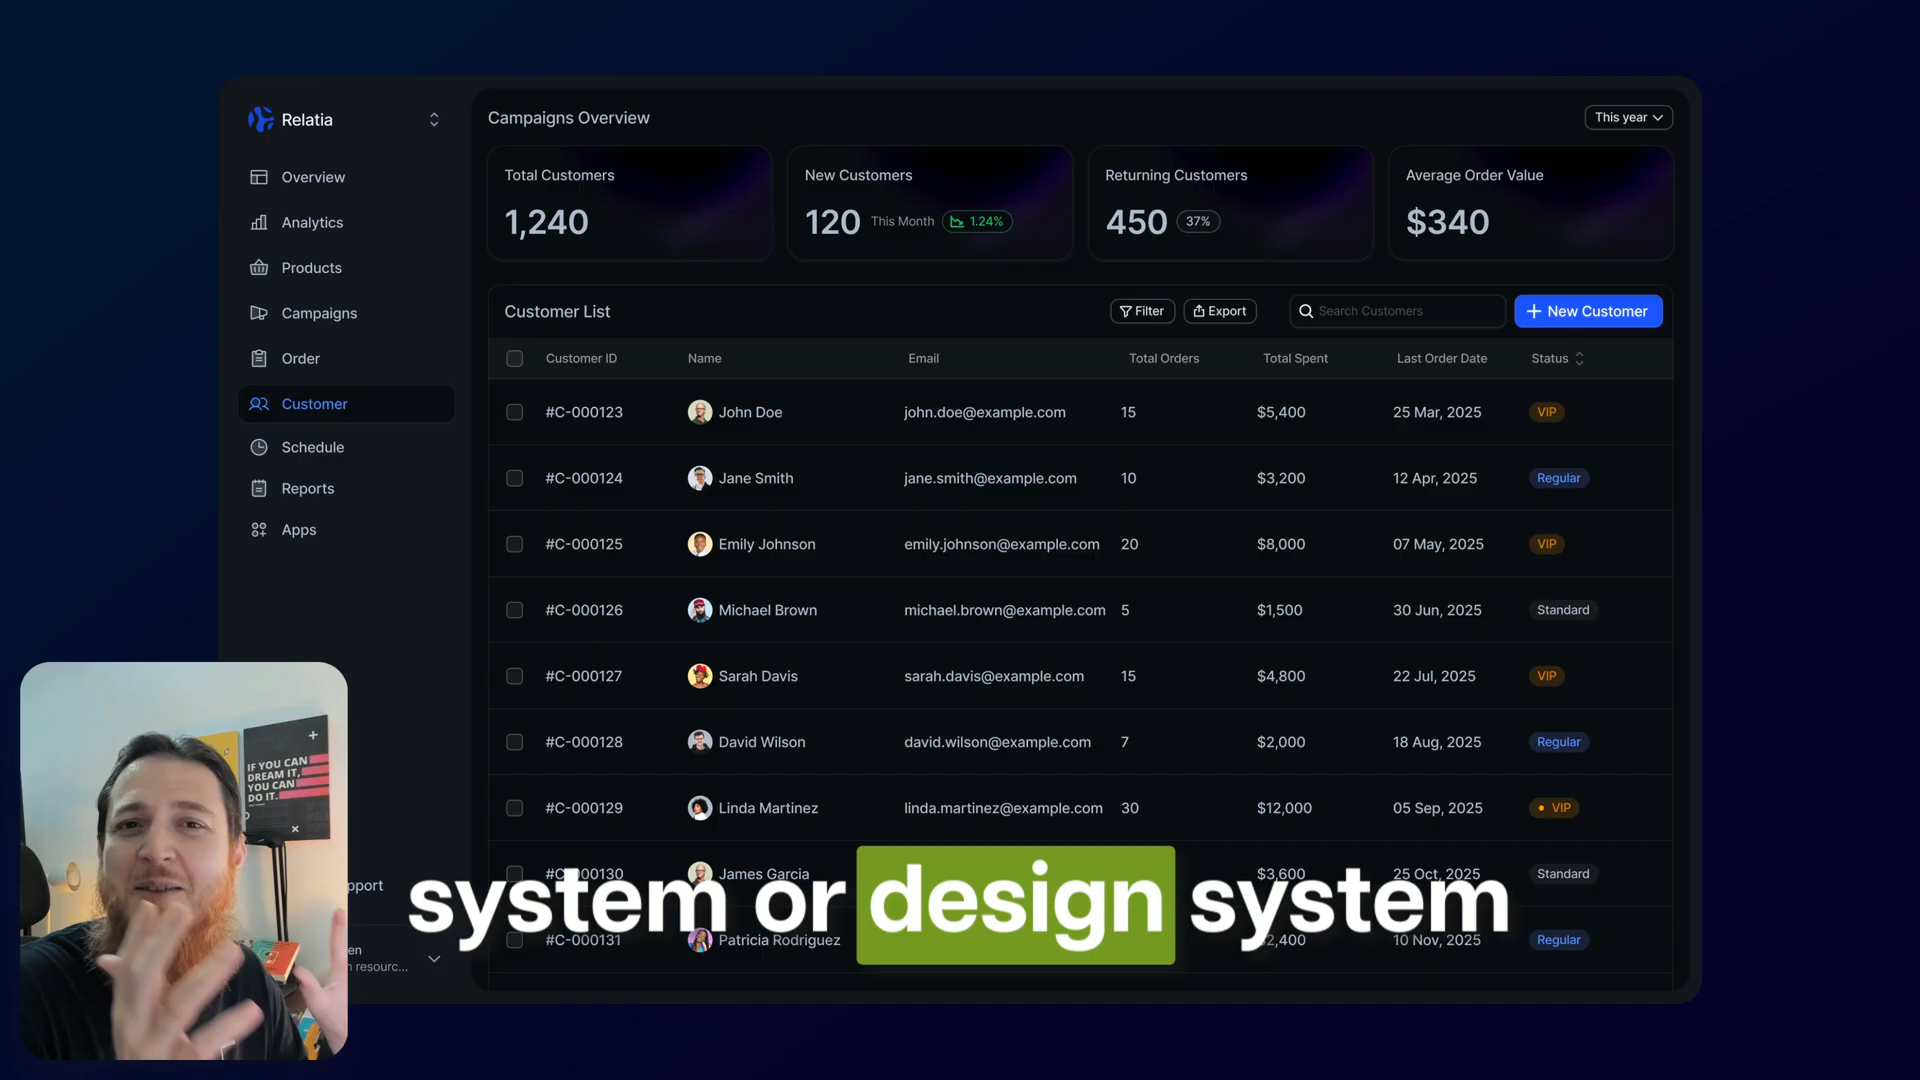 Relatia
Overview
Analytics
Products
Campaigns
Order
Customer
Schedule
Reports
Apps
pport
en
n resourc...
Campaigns Overview
This year
Total Customers
1,240
New Customers
120 This Month 1.24%
Returning Customers
450 37%
Average Order Value
$340
Customer List
Filter Export Search Customers + New Customer
Customer ID Name Email Total Orders Total Spent Last Order Date Status
#C-000123 John Doe john.doe@example.com 15 $5,400 25 Mar, 2025 VIP
#C-000124 Jane Smith jane.smith@example.com 10 $3,200 12 Apr, 2025 Regular
#C-000125 Emily Johnson emily.johnson@example.com 20 $8,000 07 May, 2025 VIP
#C-000126 Michael Brown michael.brown@example.com 5 $1,500 30 Jun, 2025 Standard
#C-000127 Sarah Davis sarah.davis@example.com 15 $4,800 22 Jul, 2025 VIP
#C-000128 David Wilson david.wilson@example.com 7 $2,000 18 Aug, 2025 Regular
#C-000129 Linda Martinez linda.martinez@example.com 30 $12,000 05 Sep, 2025 VIP
#C-000130 James Garcia $3,600 25 Oct, 2025 Standard
#C-000131 Patricia Rodriguez 2,400 10 Nov, 2025 Regular
system or design system
IF YOU CAN
DREAM IT,
YOU CAN
DO IT.